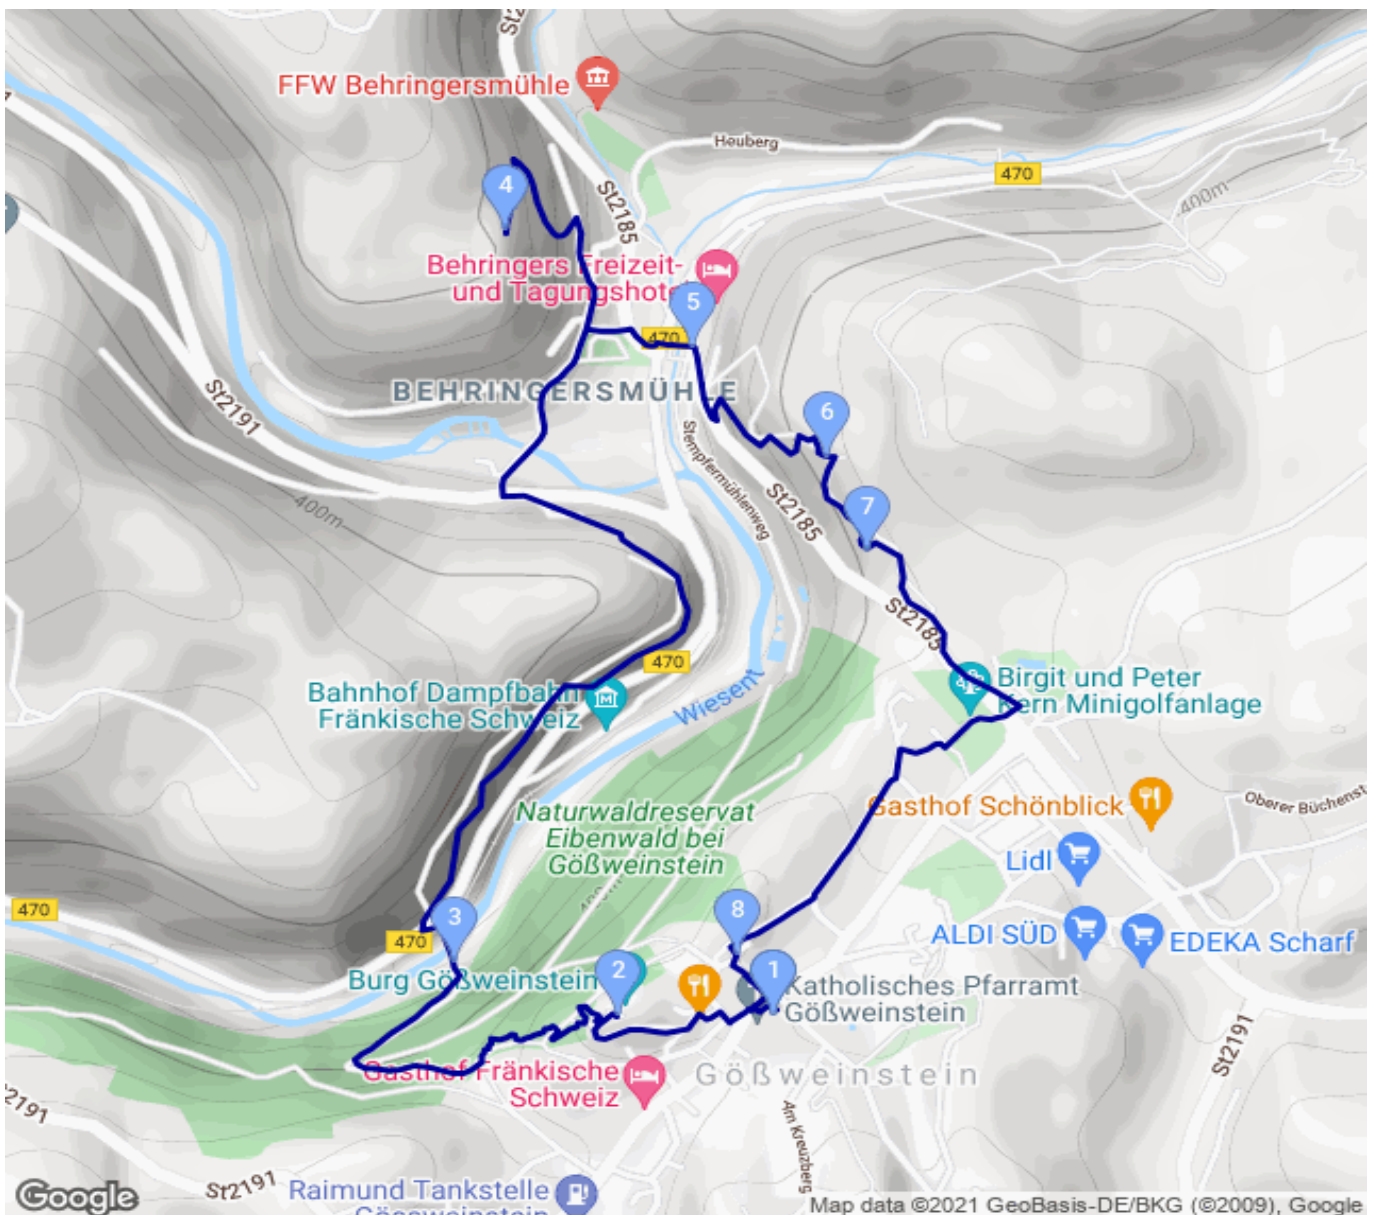 St2
FFW Behringersmühle
Heuberg
470
4
St2185
400m
Behringers Freizeit-
und Tagungshotel
5
470
BEHRINGERSMÜHLE
St2191
6
Stempfermühlenweg
St2185
7
400m
St2185
470
Bahnhof Dampfbahn
Fränkische Schweiz
Wiesent
Birgit und Peter
Kern Minigolfanlage
Naturwaldreservat
Eibenwald bei
Gößweinstein
Gasthof Schönblick
Oberer Büchenst
Lidl
470
3
470
8
ALDI SÜD
EDEKA Scharf
Burg Gößweinstein
2
1
Katholisches Pfarramt
Gößweinstein
Gasthof Fränkische
Schweiz
Gößweinstein
St2191
2191
Am Kreuzberg
St2191
Raimund Tankstelle
Gössweinstein
Google
Map data ©2021 GeoBasis-DE/BKG (©2009), Google